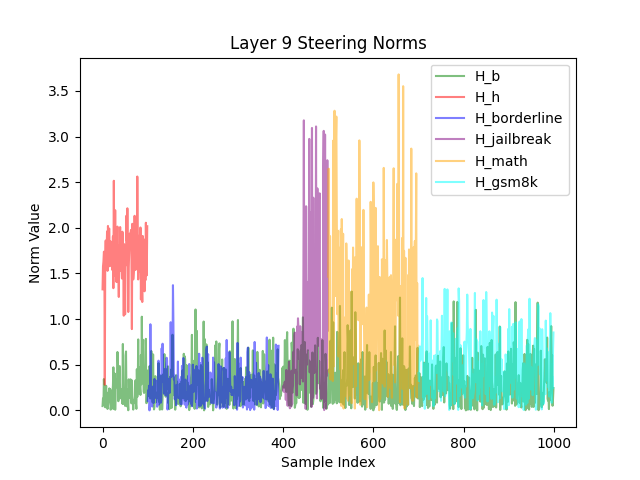 Layer 9 Steering Norms
Norm Value
3.5
3.0
2.5
2.0
1.5
1.0
0.5
0.0
H_b
H_h
H_borderline
H_jailbreak
H_math
H_gsm8k
0
200
400
600
800
1000
Sample Index